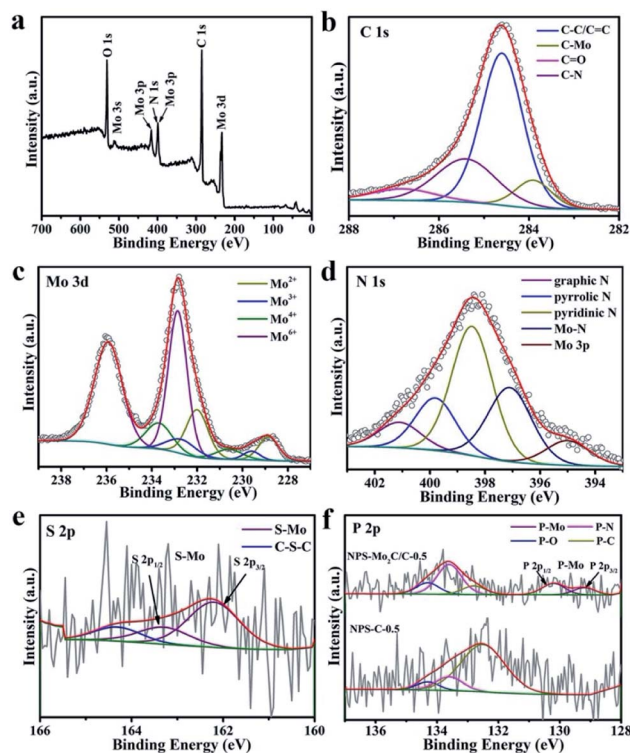 a
O 1s
Mo 3s
Mo 3p
N 1s
Mo 3p
C 1s
Mo 3d
Intensity (a.u.)
700 600 500 400 300 200 100 0
Binding Energy (eV)
b
C 1s
C-C/C=C
C-Mo
C=O
C-N
Intensity (a.u.)
288 286 284 282
Binding Energy (eV)
c
Mo 3d
Mo²⁺
Mo³⁺
Mo⁴⁺
Mo⁶⁺
Intensity (a.u.)
238 236 234 232 230 228
Binding Energy (eV)
d
N 1s
graphic N
pyrrolic N
pyridinic N
Mo-N
Mo 3p
Intensity (a.u.)
402 400 398 396 394
Binding Energy (eV)
e
S 2p
S-Mo
C-S-C
S 2p₁/₂
S-Mo
S 2p₃/₂
Intensity (a.u.)
166 164 162 160
Binding Energy (eV)
f
P 2p
P-Mo P-N
P-O P-C
NPS-Mo₂C/C-0.5
P 2p₁/₂
P-Mo
P 2p₃/₂
NPS-C-0.5
Intensity (a.u.)
136 134 132 130 128
Binding Energy (eV)